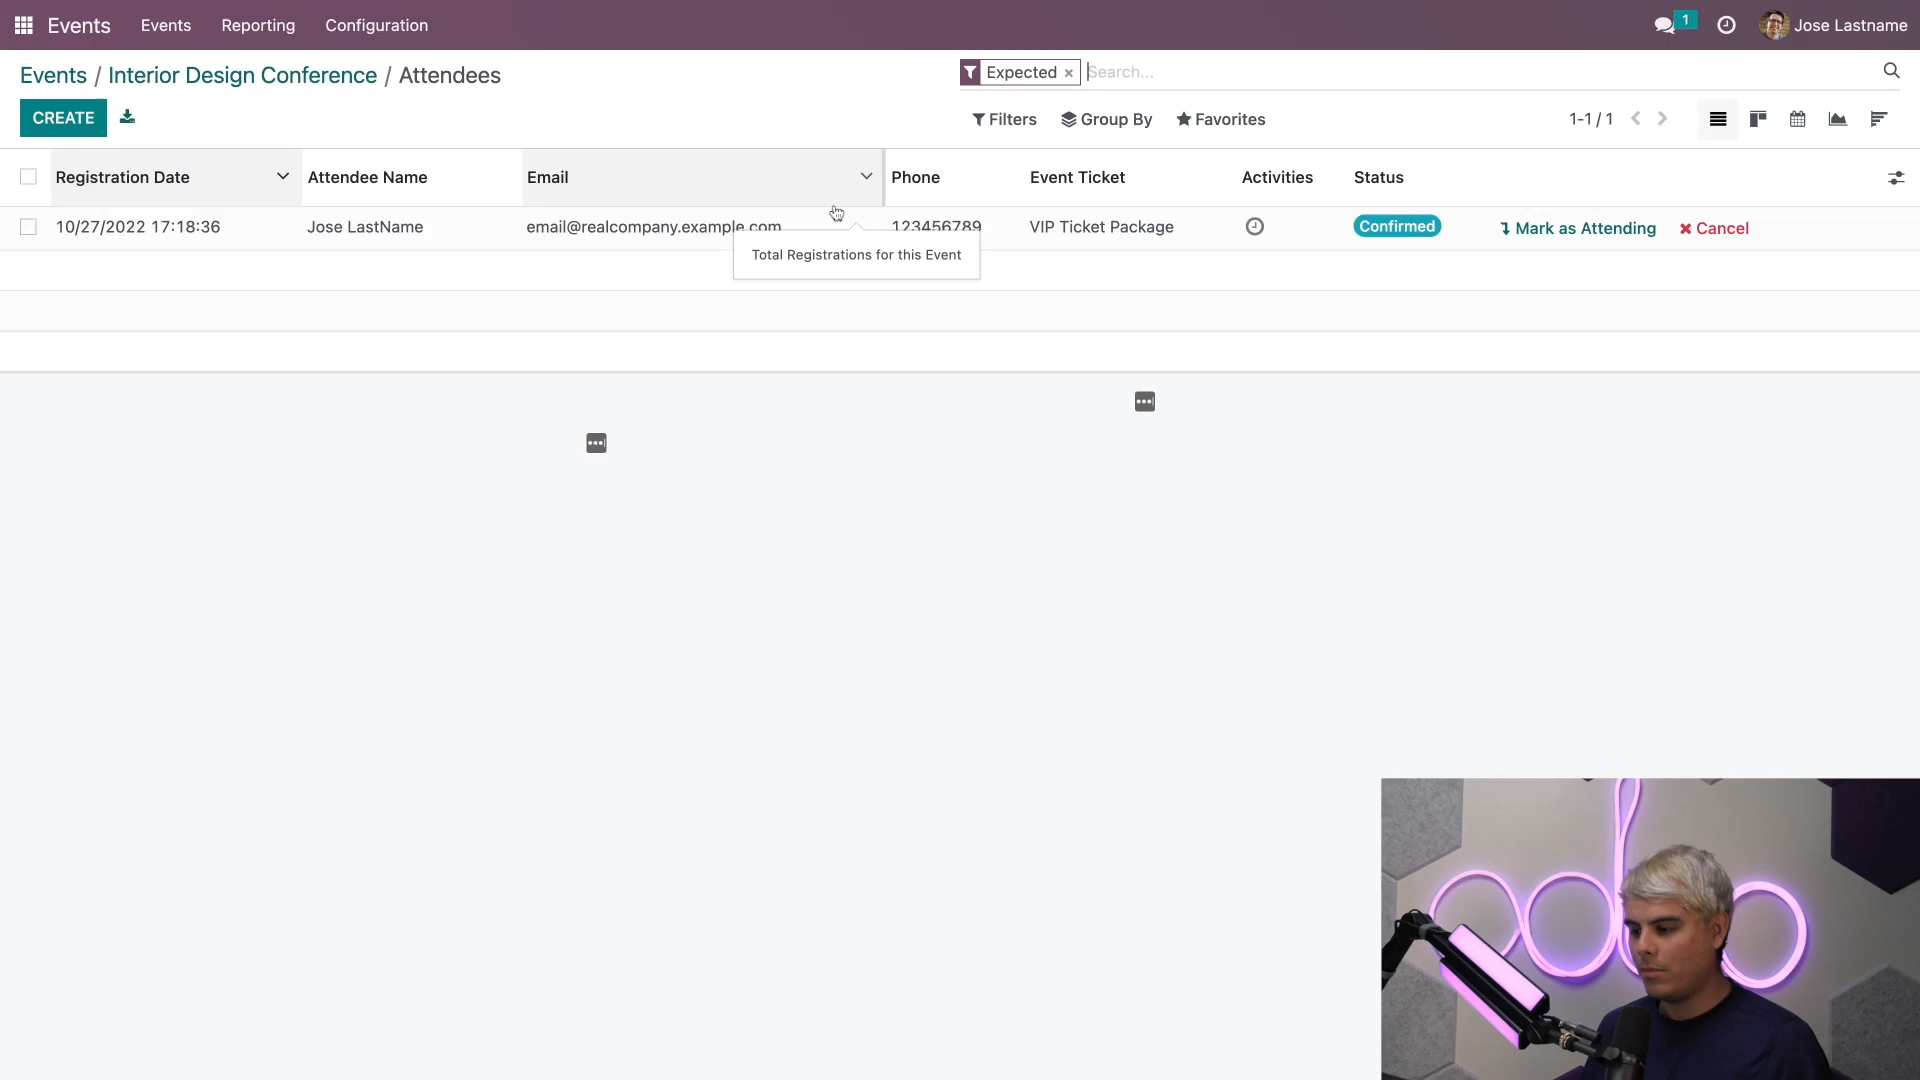 Events Events Reporting Configuration 1 Jose Lastname
Events / Interior Design Conference / Attendees Expected × Search...
CREATE Filters Group By Favorites 1-1 / 1
Registration Date Attendee Name Email Phone Event Ticket Activities Status
10/27/2022 17:18:36 Jose LastName email@realcompany.example.com 123456789 VIP Ticket Package Confirmed Mark as Attending Cancel
Total Registrations for this Event
odo